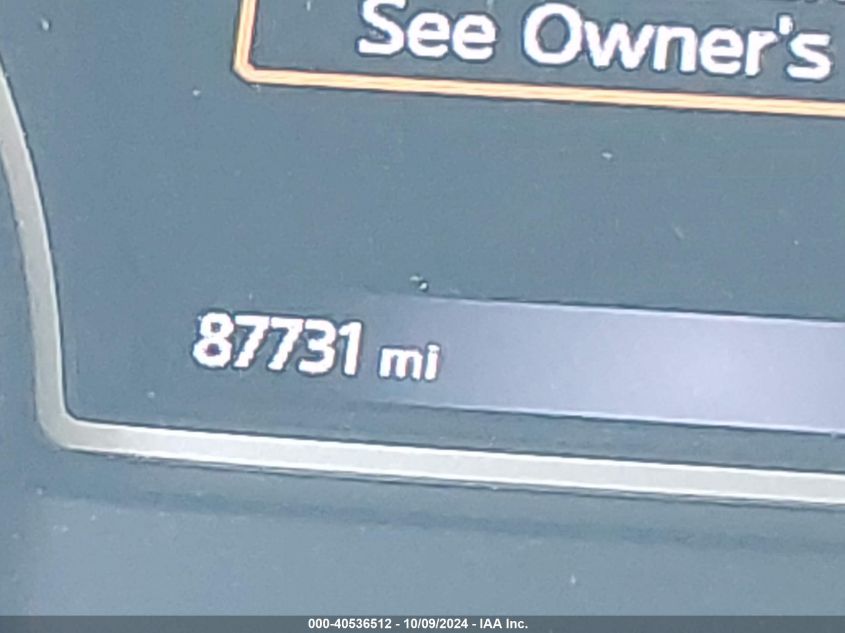 See Owner's
87731 mi
000-40536512 - 10/09/2024 - IAA Inc.